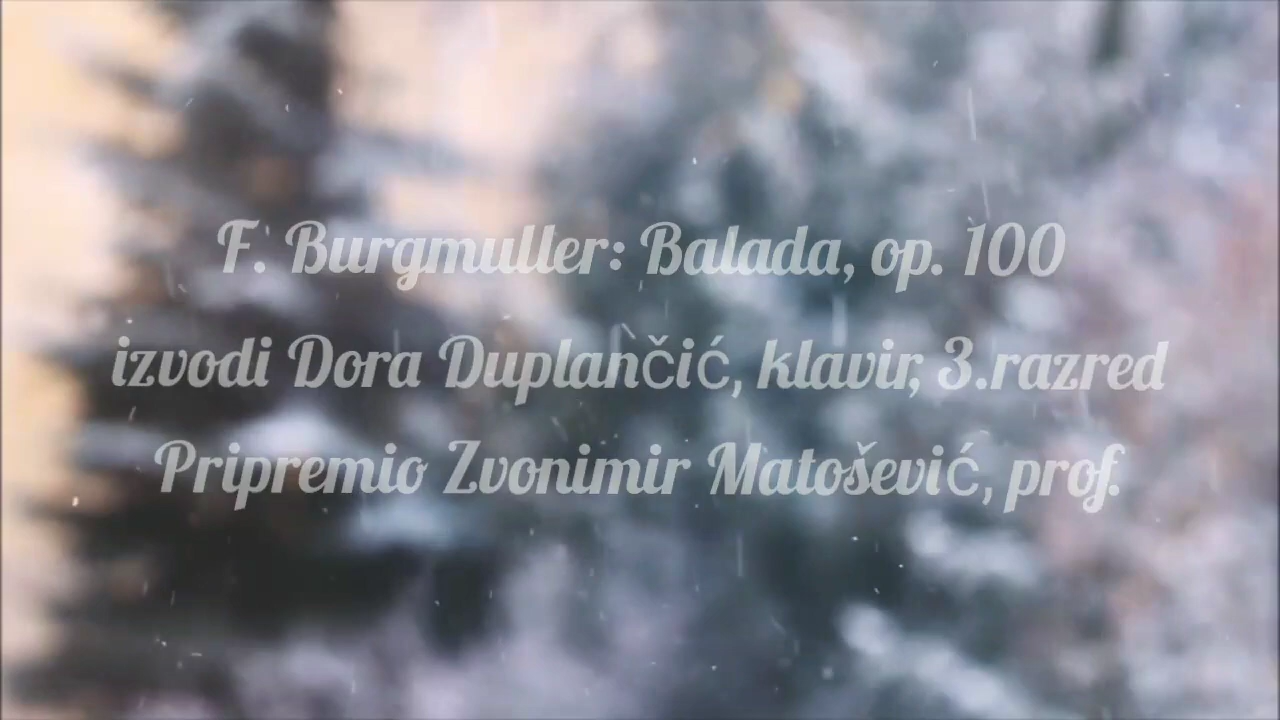 F. Burgmuller: Balada, op. 100
izvodi Dora Duplančić, klavir, 3.razred
Pripremio Zvonimir Matošević, prof.